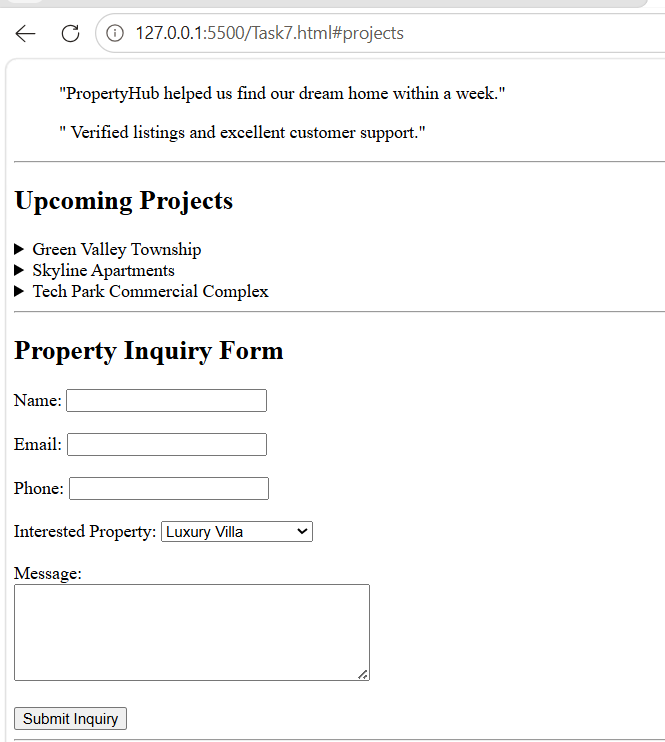 127.0.0.1:5500/Task7.html#projects
"PropertyHub helped us find our dream home within a week."
" Verified listings and excellent customer support."
Upcoming Projects
Green Valley Township
Skyline Apartments
Tech Park Commercial Complex
Property Inquiry Form
Name:
Email:
Phone:
Interested Property: Luxury Villa
Message:
Submit Inquiry